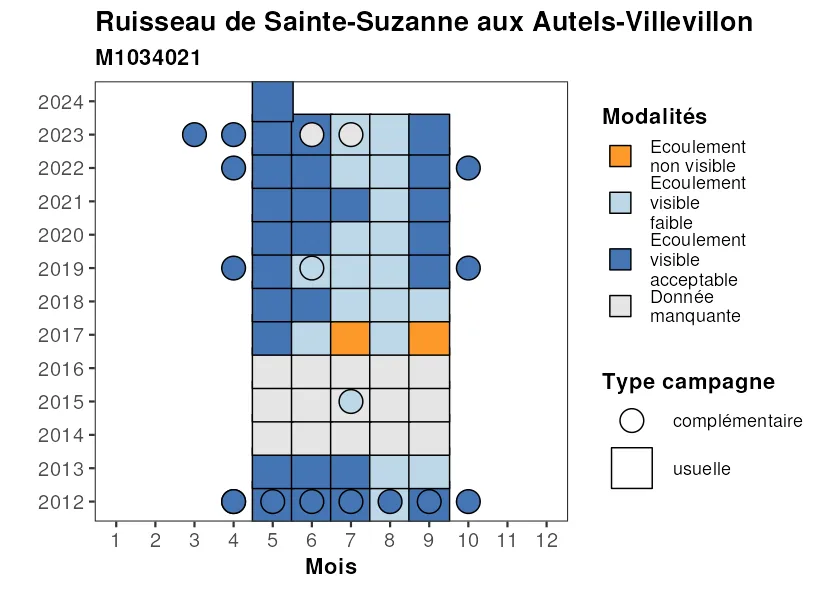 Ruisseau de Sainte-Suzanne aux Autels-Villevillon
M1034021
2024
2023
2022
2021
2020
2019
2018
2017
2016
2015
2014
2013
2012
1 2 3 4 5 6 7 8 9 10 11 12
Mois
Modalités
Ecoulement
non visible
Ecoulement
visible
faible
Ecoulement
visible
acceptable
Donnée
manquante
Type campagne
complémentaire
usuelle